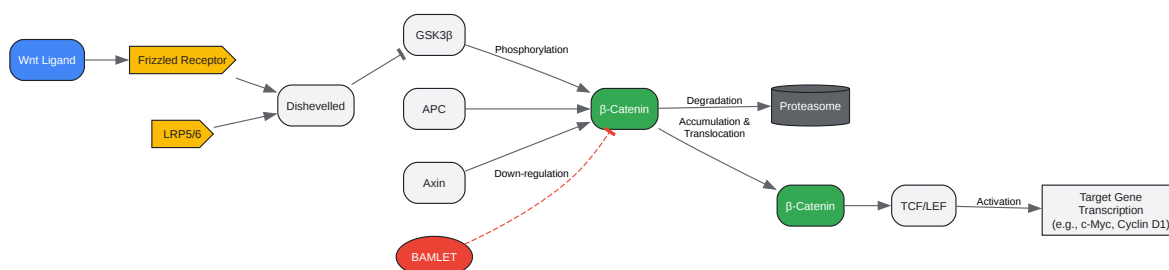 Wnt Ligand
Frizzled Receptor
LRP5/6
Dishevelled
GSK3β
APC
Axin
BAMLET
Phosphorylation
Down-regulation
β-Catenin
Degradation
Accumulation &
Translocation
Proteasome
β-Catenin
TCF/LEF
Activation
Target Gene
Transcription
(e.g., c-Myc, Cyclin D1)